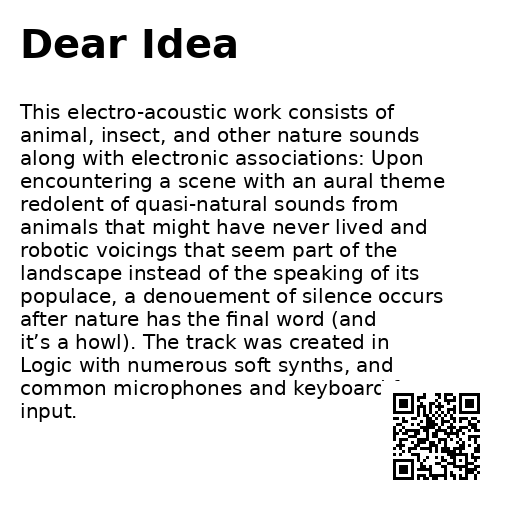 Dear Idea
This electro-acoustic work consists of
animal, insect, and other nature sounds
along with electronic associations: Upon
encountering a scene with an aural theme
redolent of quasi-natural sounds from
animals that might have never lived and
robotic voicings that seem part of the
landscape instead of the speaking of its
populace, a denouement of silence occurs
after nature has the final word (and
it’s a howl). The track was created in
Logic with numerous soft synths, and
common microphones and keyboard
input.